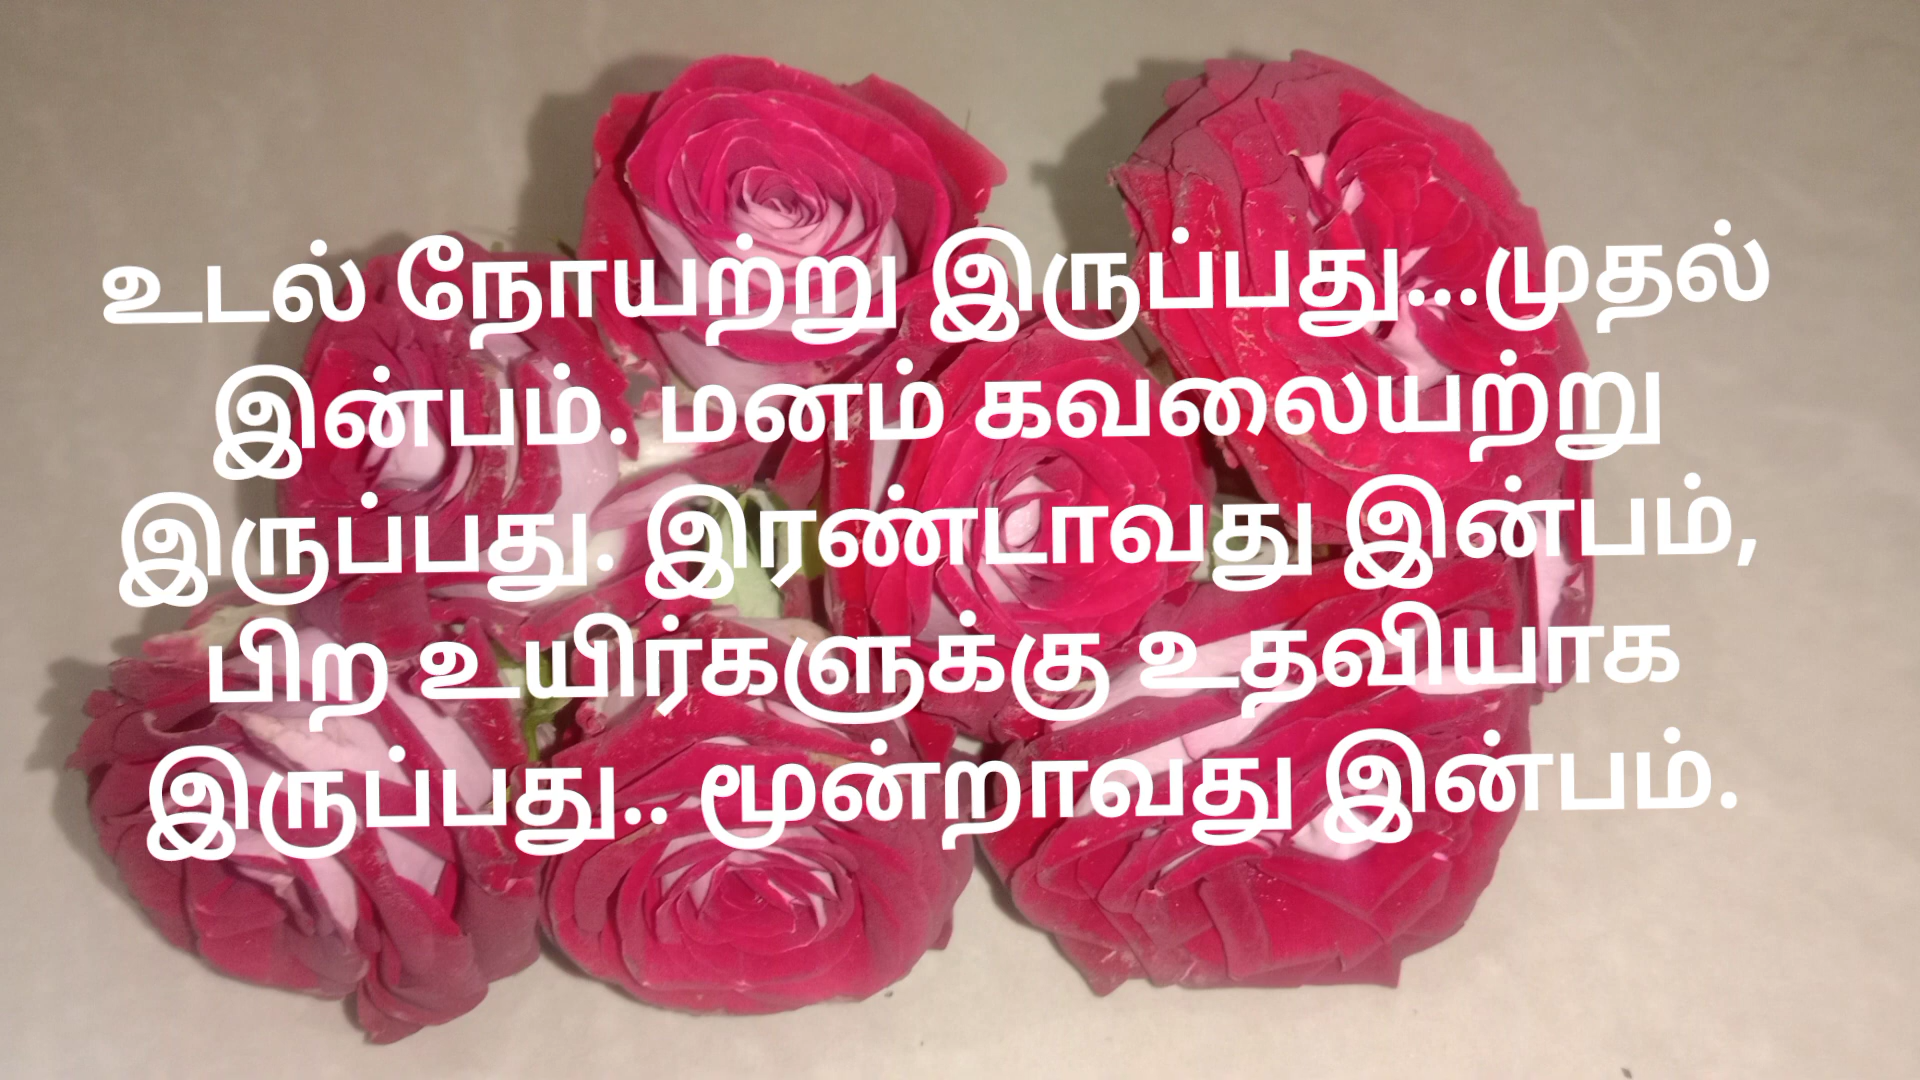 உடல் நோயற்று இருப்பது...முதல்
இன்பம். மனம் கவலையற்று
இருப்பது. இரண்டாவது இன்பம்,
பிற உயிர்களுக்கு உதவியாக
இருப்பது.. மூன்றாவது இன்பம்.